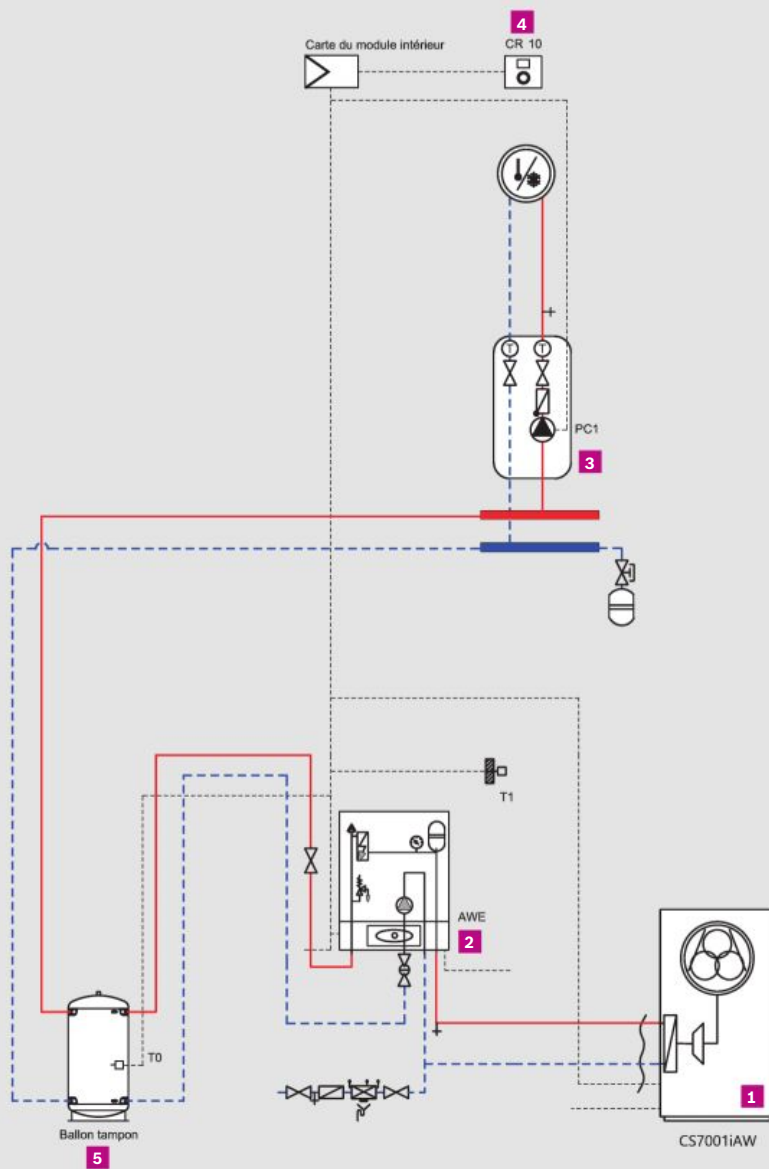 4
Carte du module intérieur
CR 10
T
T
PC1
3
T1
AWE
2
T0
1
Ballon tampon
CS7001iAW
5